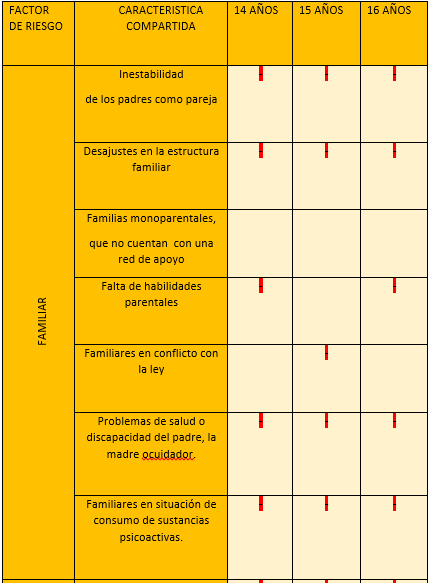 FACTOR DE RIESGO
CARACTERISTICA COMPARTIDA
14 AÑOS
15 AÑOS
16 AÑOS
FAMILIAR
Inestabilidad
de los padres como pareja
Desajustes en la estructura
familiar
Familias monoparentales,
que no cuentan con una
red de apoyo
Falta de habilidades
parentales
Familiares en conflicto con
la ley
Problemas de salud o
discapacidad del padre, la
madre ocuidador.
Familiares en situación de
consumo de sustancias
psicoactivas.